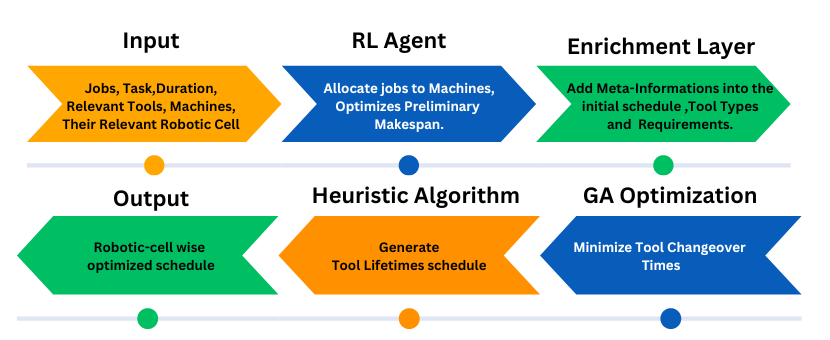 Input
Jobs, Task,Duration,
Relevant Tools, Machines,
Their Relevant Robotic Cell
RL Agent
Allocate jobs to Machines,
Optimizes Preliminary
Makespan.
Enrichment Layer
Add Meta-Informations into the
initial schedule ,Tool Types
and Requirements.
GA Optimization
Minimize Tool Changeover
Times
Heuristic Algorithm
Generate
Tool Lifetimes schedule
Output
Robotic-cell wise
optimized schedule